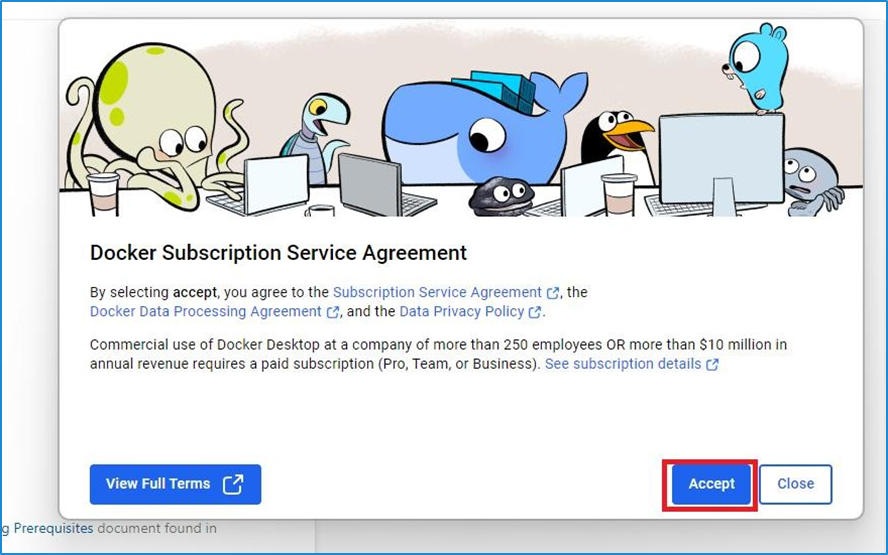 Docker Subscription Service Agreement
By selecting accept, you agree to the Subscription Service Agreement, the
Docker Data Processing Agreement, and the Data Privacy Policy.
Commercial use of Docker Desktop at a company of more than 250 employees OR more than $10 million in
annual revenue requires a paid subscription (Pro, Team, or Business). See subscription details
View Full Terms
Accept
Close
g Prerequisites document found in